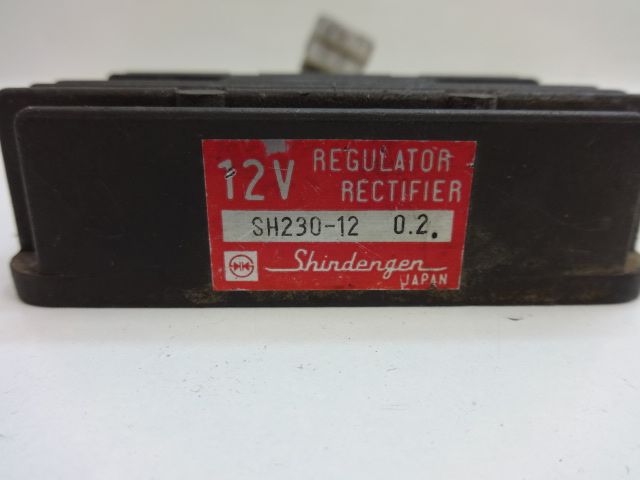 12V REGULATOR
RECTIFIER
SH230-12 0.2.
Shindengen
JAPAN